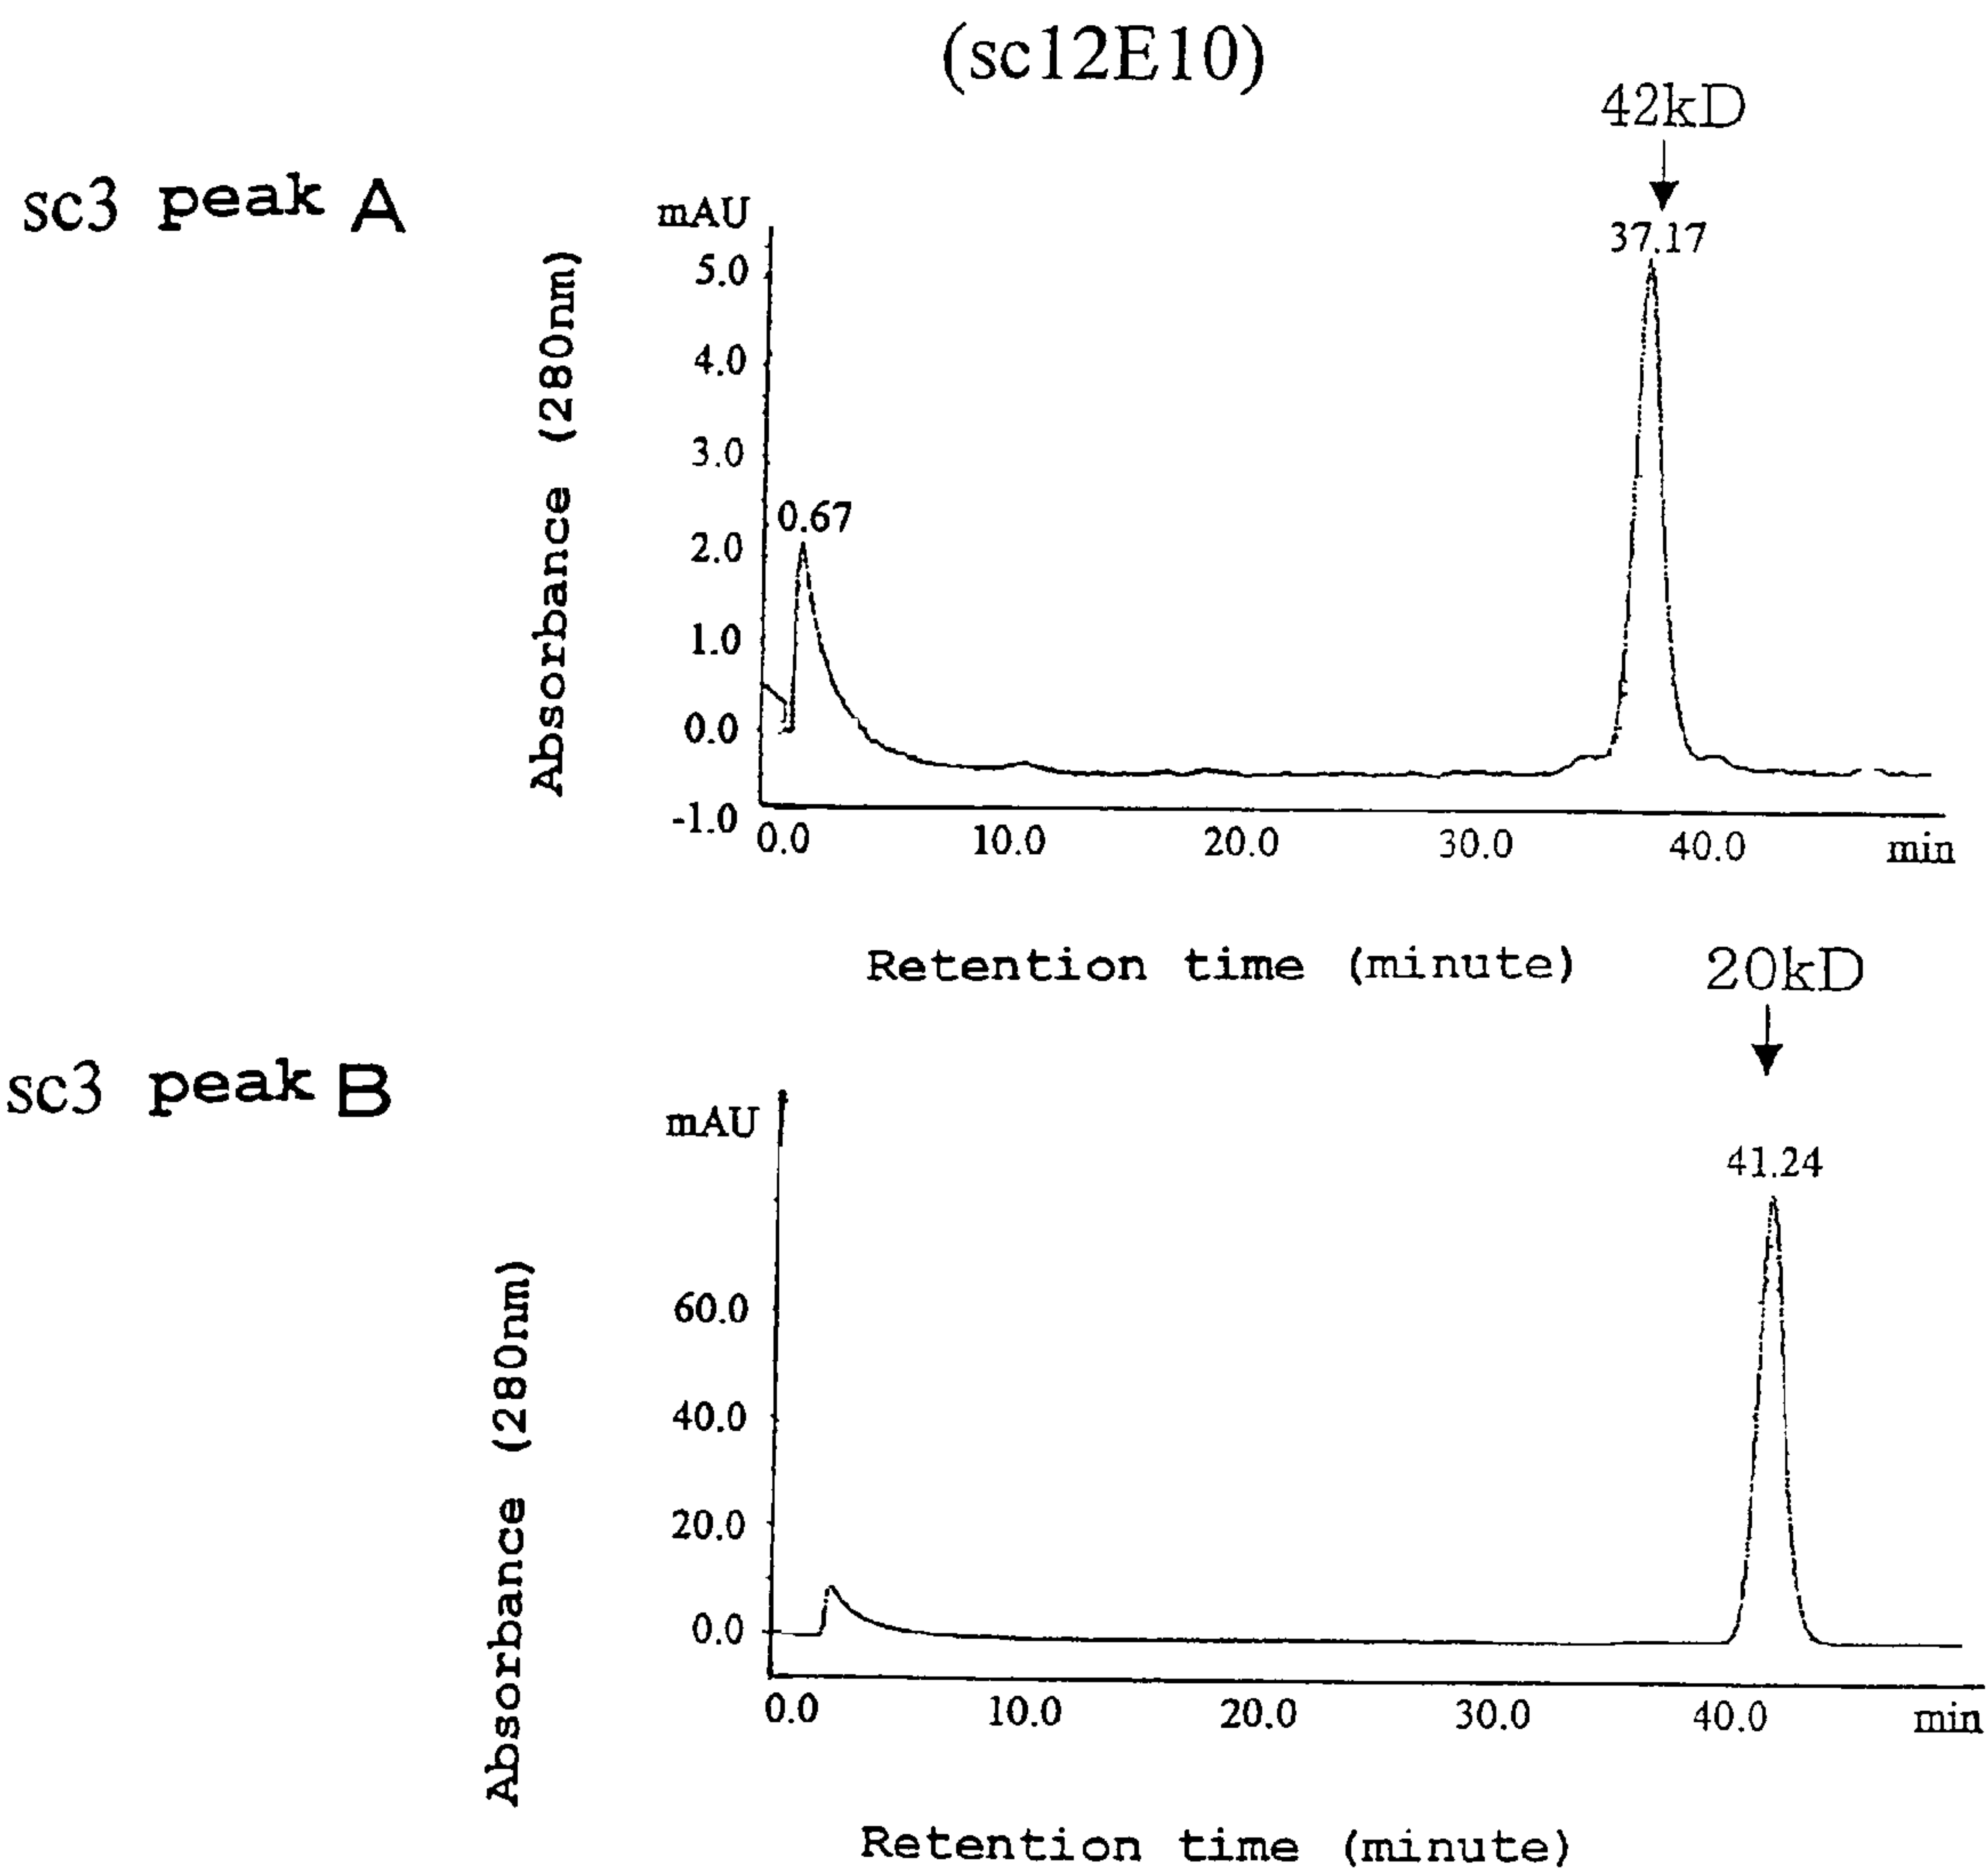 (sc12E10)
42kD
sc3 peak A
mAU
37.17
5.0
4.0
3.0
0.67
2.0
1.0
0.0
-1.0
Absorbance (280nm)
0.0 10.0 20.0 30.0 40.0 min
Retention time (minute)
20kD
sc3 peak B
mAU
41.24
60.0
40.0
20.0
0.0
Absorbance (280nm)
0.0 10.0 20.0 30.0 40.0 min
Retention time (minute)